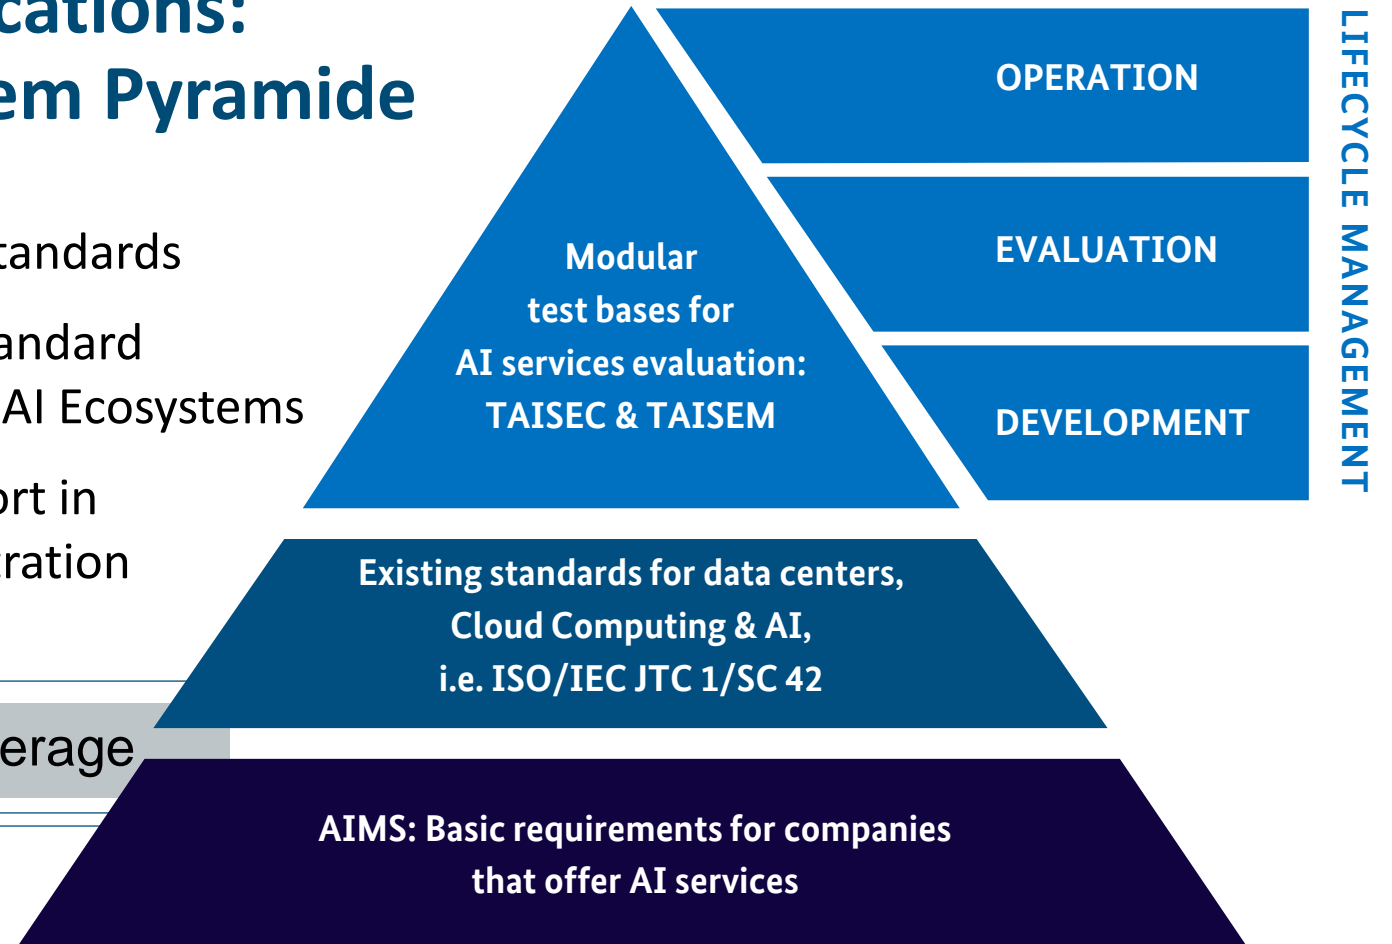 cations:
em Pyramide
tandards
andard
AI Ecosystems
ort in
tration
erage
Modular
test bases for
AI services evaluation:
TAISEC & TAISEM
OPERATION
EVALUATION
DEVELOPMENT
LIFECYCLE MANAGEMENT
Existing standards for data centers,
Cloud Computing & AI,
i.e. ISO/IEC JTC 1/SC 42
AIMS: Basic requirements for companies
that offer AI services